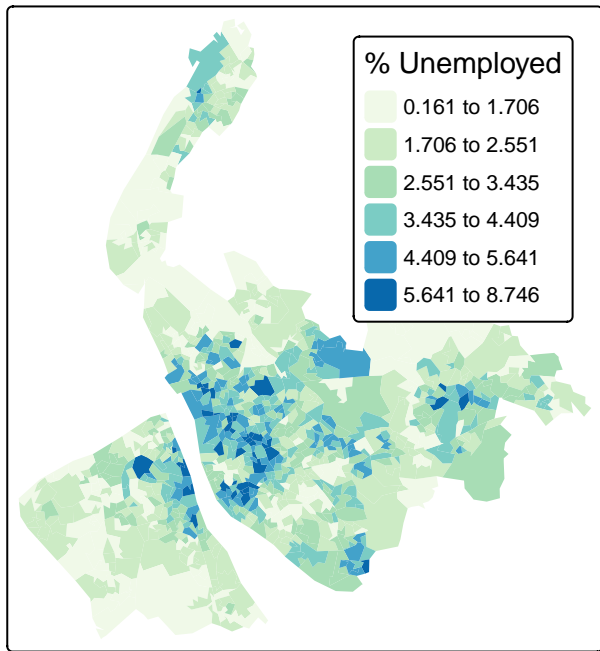 % Unemployed
0.161 to 1.706
1.706 to 2.551
2.551 to 3.435
3.435 to 4.409
4.409 to 5.641
5.641 to 8.746